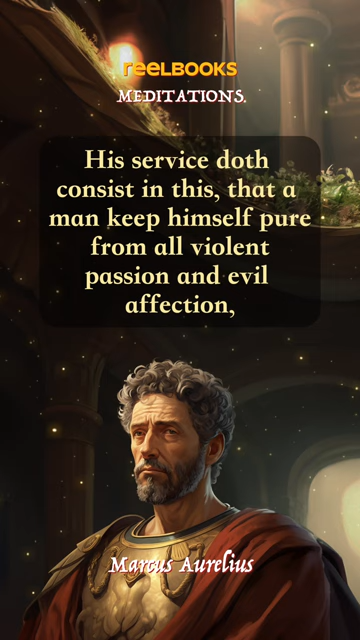 reelBOOKS
MEDITATIONS.
His service doth
consist in this, that a
man keep himself pure
from all violent
passion and evil
affection,
Marcus Aurelius